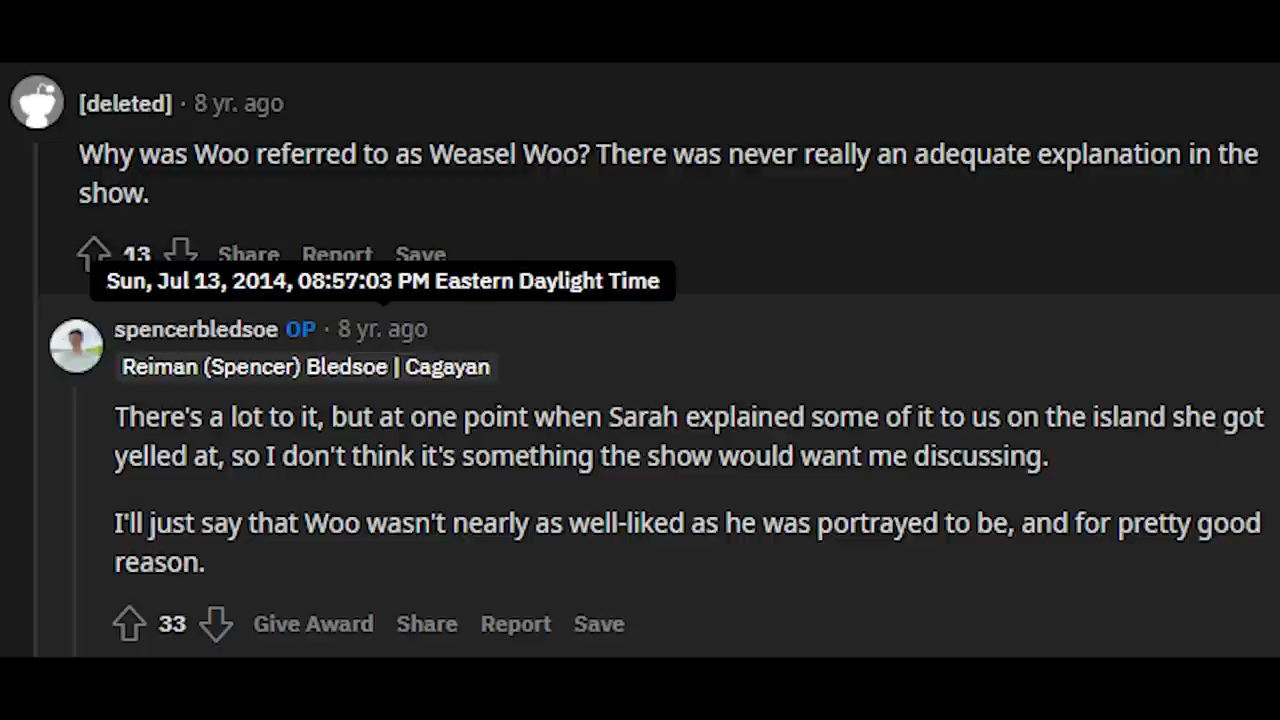 [deleted] · 8 yr. ago
Why was Woo referred to as Weasel Woo? There was never really an adequate explanation in the
show.
13 Share Report Save
Sun, Jul 13, 2014, 08:57:03 PM Eastern Daylight Time
spencerbledsoe OP · 8 yr. ago
Reiman (Spencer) Bledsoe | Cagayan
There's a lot to it, but at one point when Sarah explained some of it to us on the island she got
yelled at, so I don't think it's something the show would want me discussing.
I'll just say that Woo wasn't nearly as well-liked as he was portrayed to be, and for pretty good
reason.
33 Give Award Share Report Save